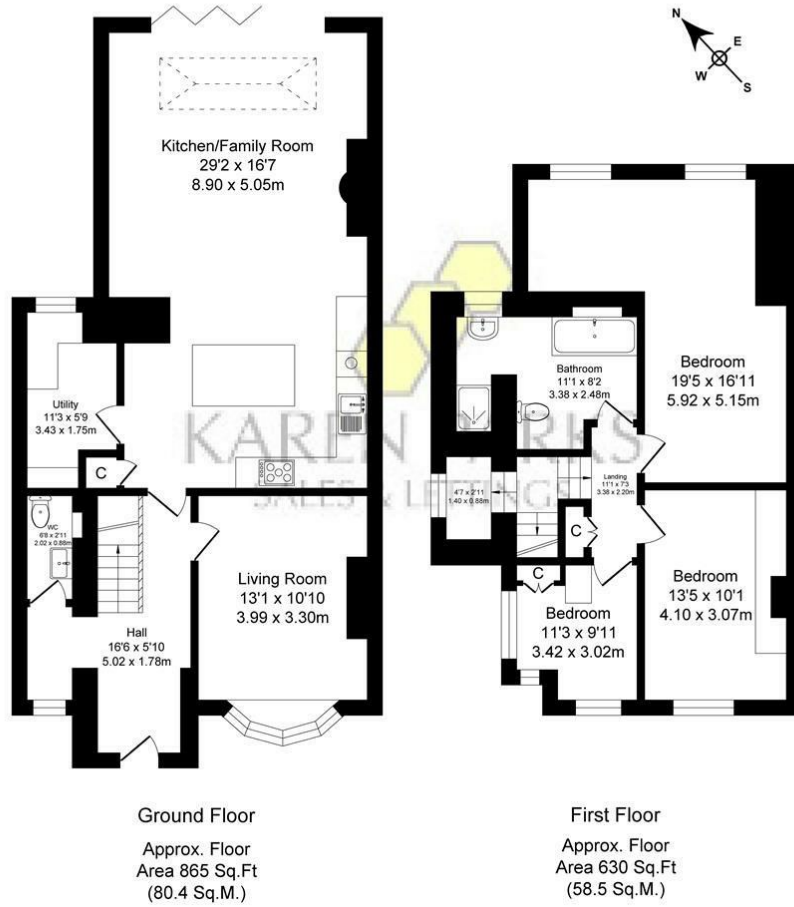 N
E
W
S
Kitchen/Family Room
29'2 x 16'7
8.90 x 5.05m
Utility
11'3 x 5'9
3.43 x 1.75m
C
WC
6'8 x 2'11
2.02 x 0.88m
Hall
16'6 x 5'10
5.02 x 1.78m
Living Room
13'1 x 10'10
3.99 x 3.30m
Bathroom
11'1 x 8'2
3.38 x 2.48m
Bedroom
19'5 x 16'11
5.92 x 5.15m
Landing
11'1 x 7'3
3.38 x 2.20m
4'7 x 2'11
1.40 x 0.88m
C
C
Bedroom
11'3 x 9'11
3.42 x 3.02m
Bedroom
13'5 x 10'1
4.10 x 3.07m
KAREN PARKS
SALES & LETTINGS
Ground Floor
Approx. Floor
Area 865 Sq.Ft
(80.4 Sq.M.)
First Floor
Approx. Floor
Area 630 Sq.Ft
(58.5 Sq.M.)